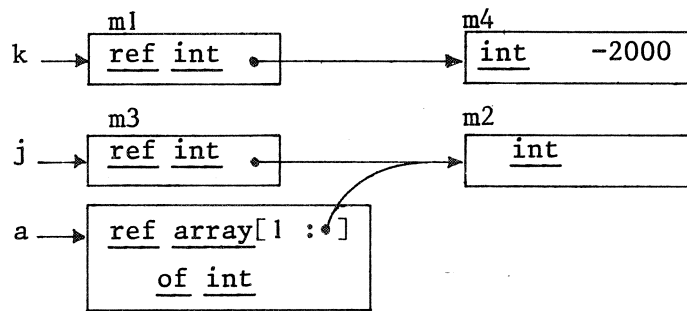 m1 m4
k ref int int -2000
m3 m2
j ref int int
a ref array[1 : ]
of int